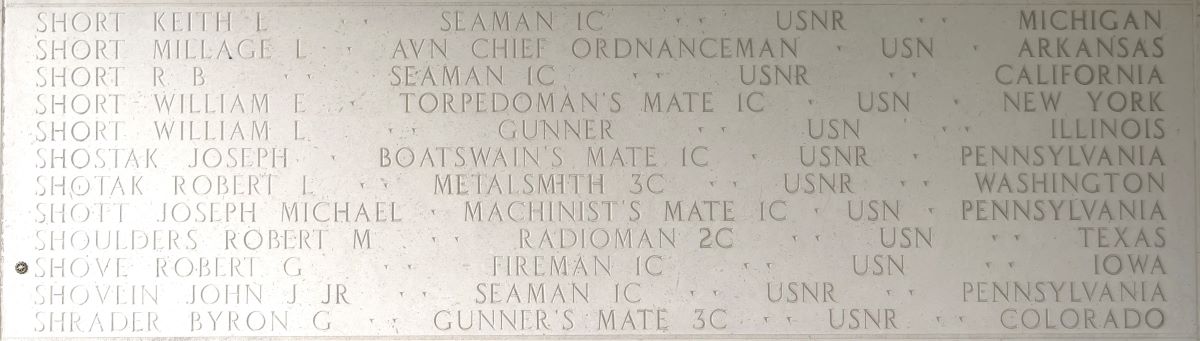 SHORT KEITH L · · SEAMAN 1C · · USNR · · MICHIGAN
SHORT MILLAGE L · AVN CHIEF ORDNANCEMAN · USN · ARKANSAS
SHORT R B · · SEAMAN 1C · · USNR · · CALIFORNIA
SHORT WILLIAM E · TORPEDOMAN'S MATE 1C · USN · NEW YORK
SHORT WILLIAM L · · GUNNER · · USN · · ILLINOIS
SHOSTAK JOSEPH · BOATSWAIN'S MATE 1C · USNR · PENNSYLVANIA
SHOTAK ROBERT L · · METALSMITH 3C · · USNR · · WASHINGTON
SHOTT JOSEPH MICHAEL · MACHINIST'S MATE 1C · USN · PENNSYLVANIA
SHOULDERS ROBERT M · · RADIOMAN 2C · · USN · · TEXAS
SHOVE ROBERT G · · FIREMAN 1C · · USN · · IOWA
SHOVEIN JOHN J JR · · SEAMAN 1C · · USNR · · PENNSYLVANIA
SHRADER BYRON G · · GUNNER'S MATE 3C · · USNR · · COLORADO